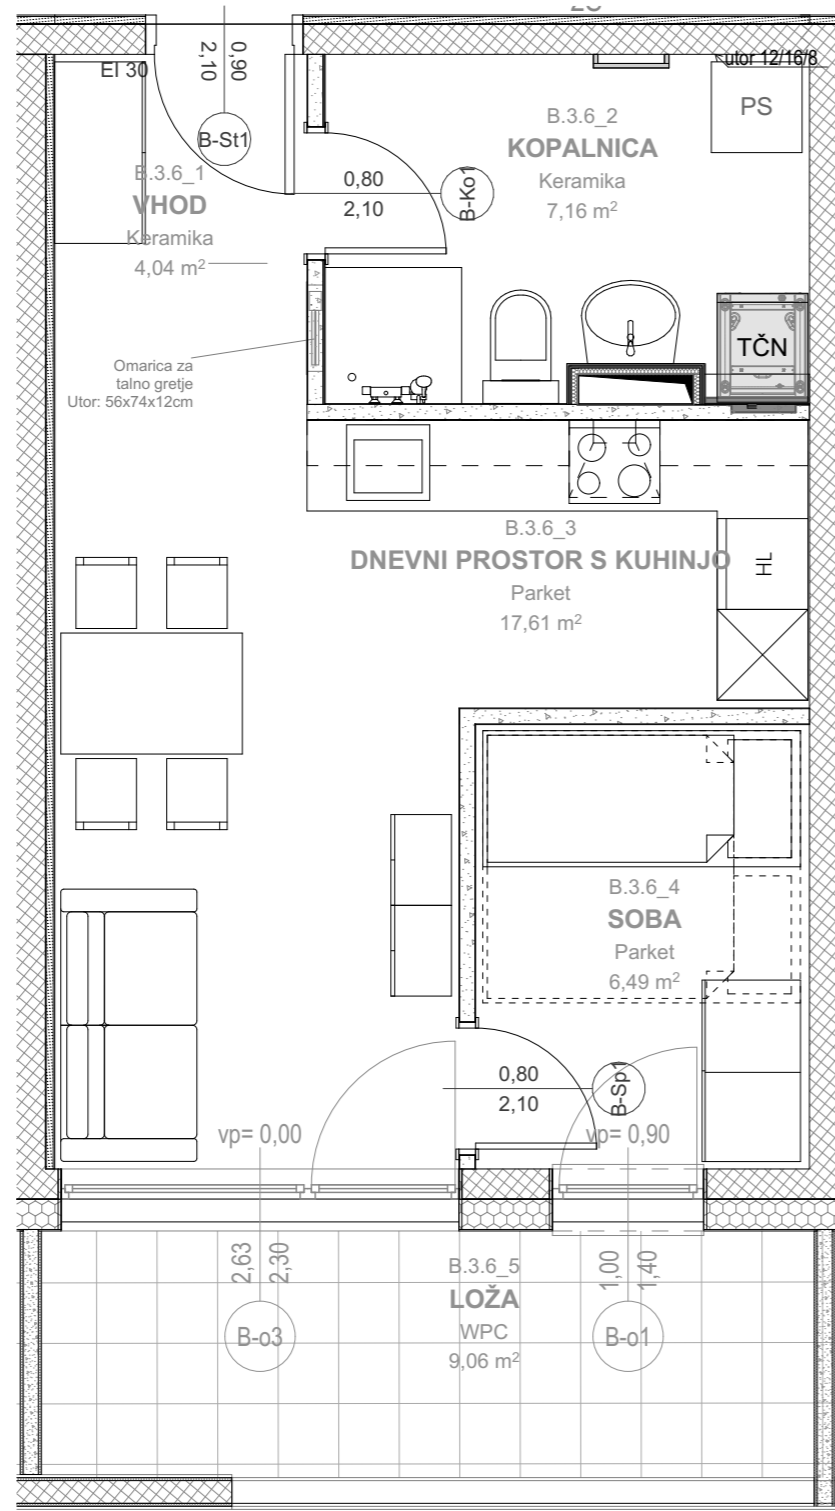 0,90
2,10
EI 30
B-St1
utor 12/16/8
PS
B.3.6_2
KOPALNICA
Keramika
7,16 m²
B.3.6_1
VHOD
Keramika
4,04 m²
0,80
2,10
B-Ko1
Omarica za
talno gretje
Utor: 56x74x12cm
TČN
B.3.6_3
DNEVNI PROSTOR S KUHINJO
Parket
17,61 m²
HL
B.3.6_4
SOBA
Parket
6,49 m²
0,80
2,10
B-Sp1
vp= 0,00
vp= 0,90
2,63
2,30
B-o3
B.3.6_5
LOŽA
WPC
9,06 m²
1,00
1,40
B-o1